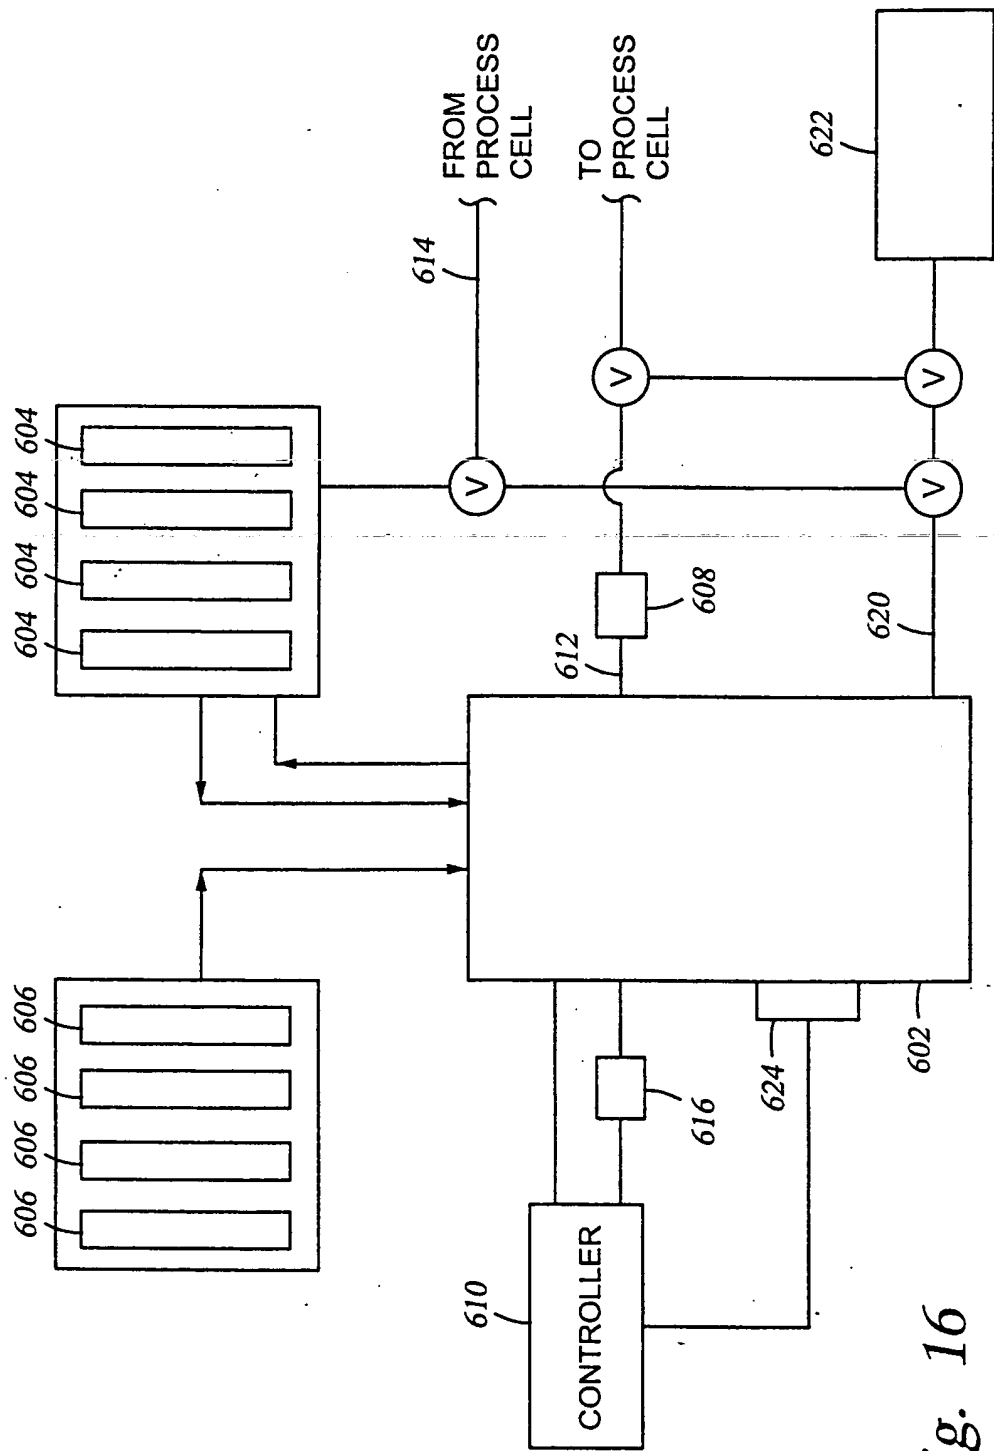 606 606 606 606 604 604 604 604
614
FROM
PROCESS
CELL
610
612
CONTROLLER
TO
PROCESS
CELL
616
608
624
622
620
602
V
V
V
V
ig. 16